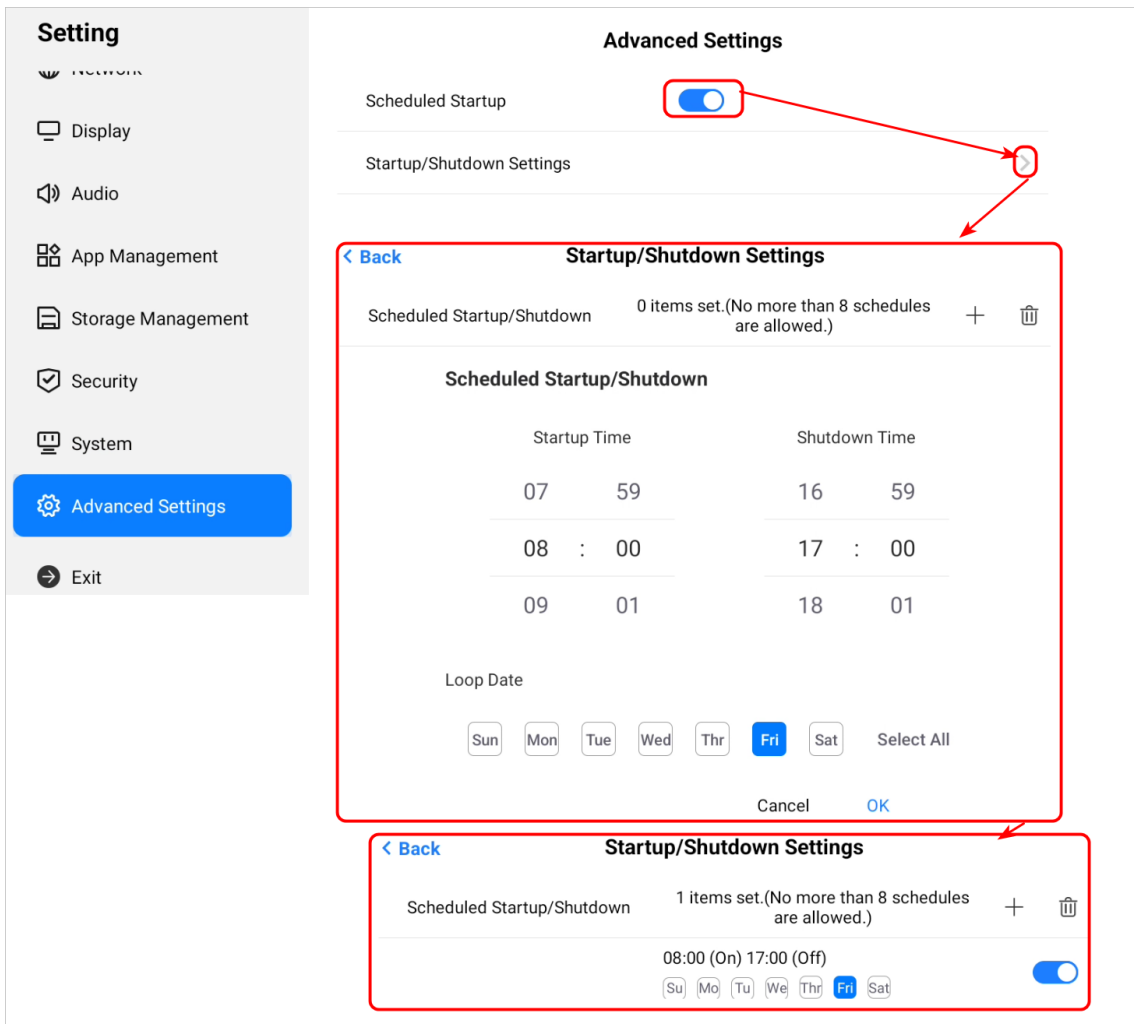 Setting
Network
Display
Audio
App Management
Storage Management
Security
System
Advanced Settings
Exit
Advanced Settings
Scheduled Startup
Startup/Shutdown Settings
Back
Startup/Shutdown Settings
Scheduled Startup/Shutdown
0 items set.(No more than 8 schedules
are allowed.)
Scheduled Startup/Shutdown
Startup Time
Shutdown Time
07 59
16 59
08 : 00
17 : 00
09 01
18 01
Loop Date
Sun Mon Tue Wed Thr Fri Sat Select All
Cancel OK
Back
Startup/Shutdown Settings
Scheduled Startup/Shutdown
1 items set.(No more than 8 schedules
are allowed.)
08:00 (On) 17:00 (Off)
Su Mo Tu We Thr Fri Sat